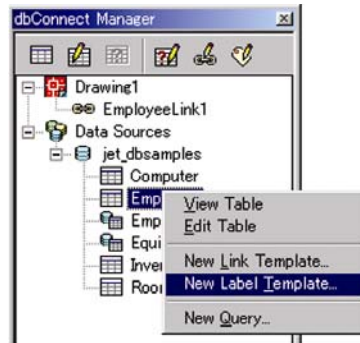 dbConnect Manager
Drawing1
EmployeeLink1
Data Sources
jet_dbsamples
Computer
Emp
Emp
Equi
Inver
Roor
View Table
Edit Table
New Link Template...
New Label Template...
New Query...